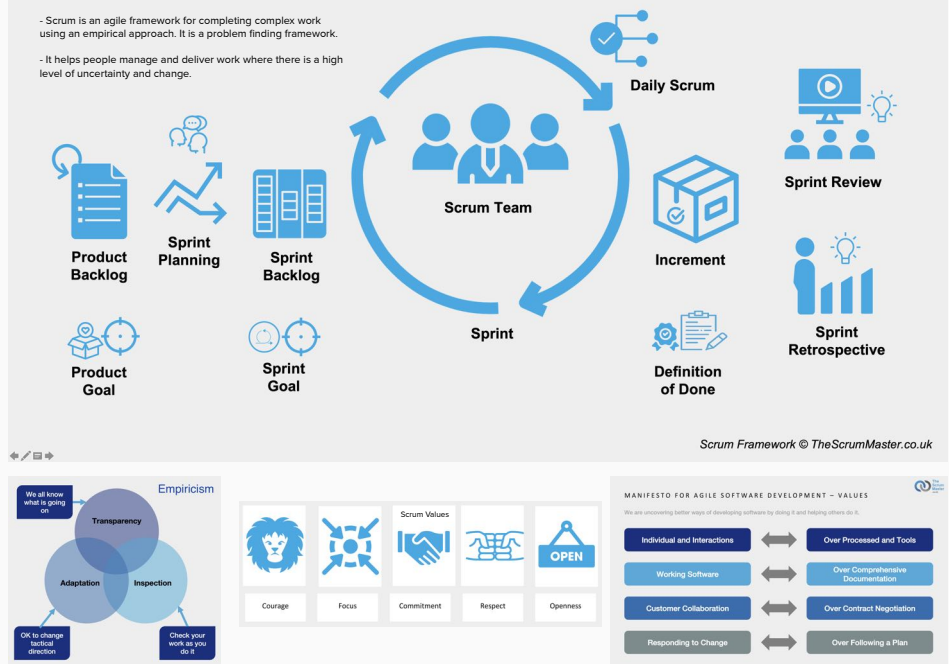 - Scrum is an agile framework for completing complex work
using an empirical approach. It is a problem finding framework.
- It helps people manage and deliver work where there is a high
level of uncertainty and change.
Daily Scrum
Scrum Team
Sprint Review
Product
Backlog
Sprint
Planning
Sprint
Backlog
Increment
Sprint
Sprint
Retrospective
Product
Goal
Sprint
Goal
Definition
of Done
Scrum Framework © TheScrumMaster.co.uk
Empiricism
We all know
what is going
on
Transparency
Adaptation
Inspection
OK to change
tactical
direction
Check your
work as you
do it
Scrum Values
OPEN
Courage
Focus
Commitment
Respect
Openness
The
Scrum
Master
MANIFESTO FOR AGILE SOFTWARE DEVELOPMENT – VALUES
We are uncovering better ways of developing software by doing it and helping others do it.
Individual and Interactions
Over Processed and Tools
Working Software
Over Comprehensive
Documentation
Customer Collaboration
Over Contract Negotiation
Responding to Change
Over Following a Plan